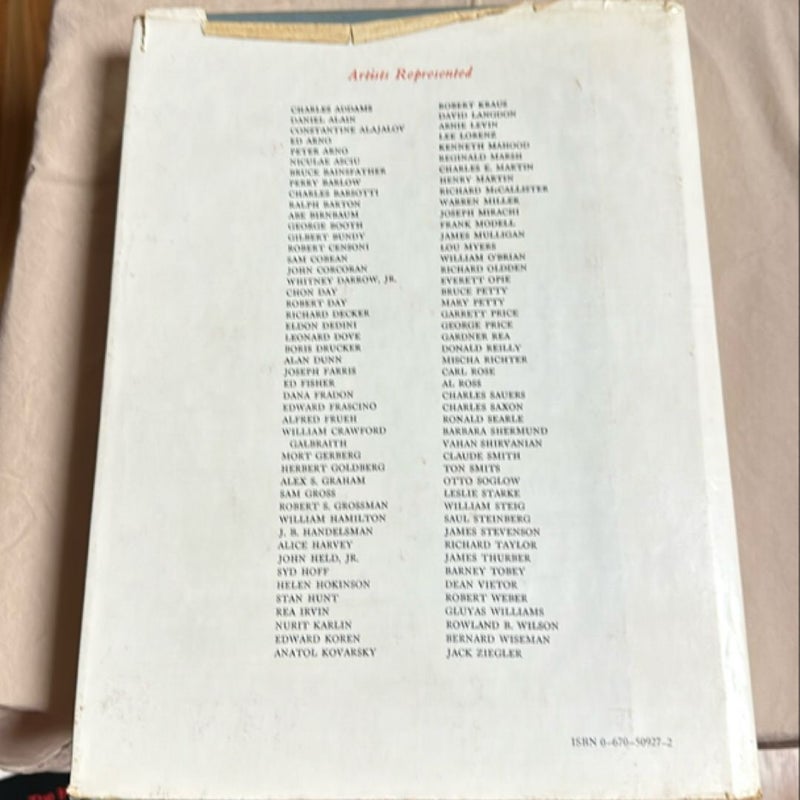 Artists Represented
CHARLES ADDAMS
DANIEL ALAIN
CONSTANTINE ALAJALOV
ED ARNO
PETER ARNO
NICULAE ASCIU
BRUCE BAIRNSFATHER
PERRY BARLOW
CHARLES BARSOTTI
RALPH BARTON
ABE BIRNBAUM
GEORGE BOOTH
GILBERT BUNDY
ROBERT CENSONI
SAM COBEAN
JOHN CORCORAN
WHITNEY DARROW, JR.
CHON DAY
ROBERT DAY
RICHARD DECKER
ELDON DEDINI
LEONARD DOVE
BORIS DRUCKER
ALAN DUNN
JOSEPH FARRIS
ED FISHER
DANA FRADON
EDWARD FRASCINO
ALFRED FRUEH
WILLIAM CRAWFORD
GALBRAITH
MORT GERBERG
HERBERT GOLDBERG
ALEX S. GRAHAM
SAM GROSS
ROBERT S. GROSSMAN
WILLIAM HAMILTON
J. B. HANDELSMAN
ALICE HARVEY
JOHN HELD, JR.
SYD HOFF
HELEN HOKINSON
STAN HUNT
REA IRVIN
NURIT KARLIN
EDWARD KOREN
ANATOL KOVARSKY
ROBERT KRAUS
DAVID LANGDON
ARNIE LEVIN
LEE LORENZ
KENNETH MAHOOD
REGINALD MARSH
CHARLES E. MARTIN
HENRY MARTIN
RICHARD McCALLISTER
WARREN MILLER
JOSEPH MIRACHI
FRANK MODELL
JAMES MULLIGAN
LOU MYERS
WILLIAM O'BRIAN
RICHARD OLDDEN
EVERETT OPIE
BRUCE PETTY
MARY PETTY
GARRETT PRICE
GEORGE PRICE
GARDNER REA
DONALD REILLY
MISCHA RICHTER
CARL ROSE
AL ROSS
CHARLES SAUERS
CHARLES SAXON
RONALD SEARLE
BARBARA SHERMUND
VAHAN SHIRVANIAN
CLAUDE SMITH
TON SMITS
OTTO SOGLOW
LESLIE STARKE
WILLIAM STEIG
SAUL STEINBERG
JAMES STEVENSON
RICHARD TAYLOR
JAMES THURBER
BARNEY TOBEY
DEAN VIETOR
ROBERT WEBER
GLUYAS WILLIAMS
ROWLAND B. WILSON
BERNARD WISEMAN
JACK ZIEGLER
ISBN 0-670-50927-2